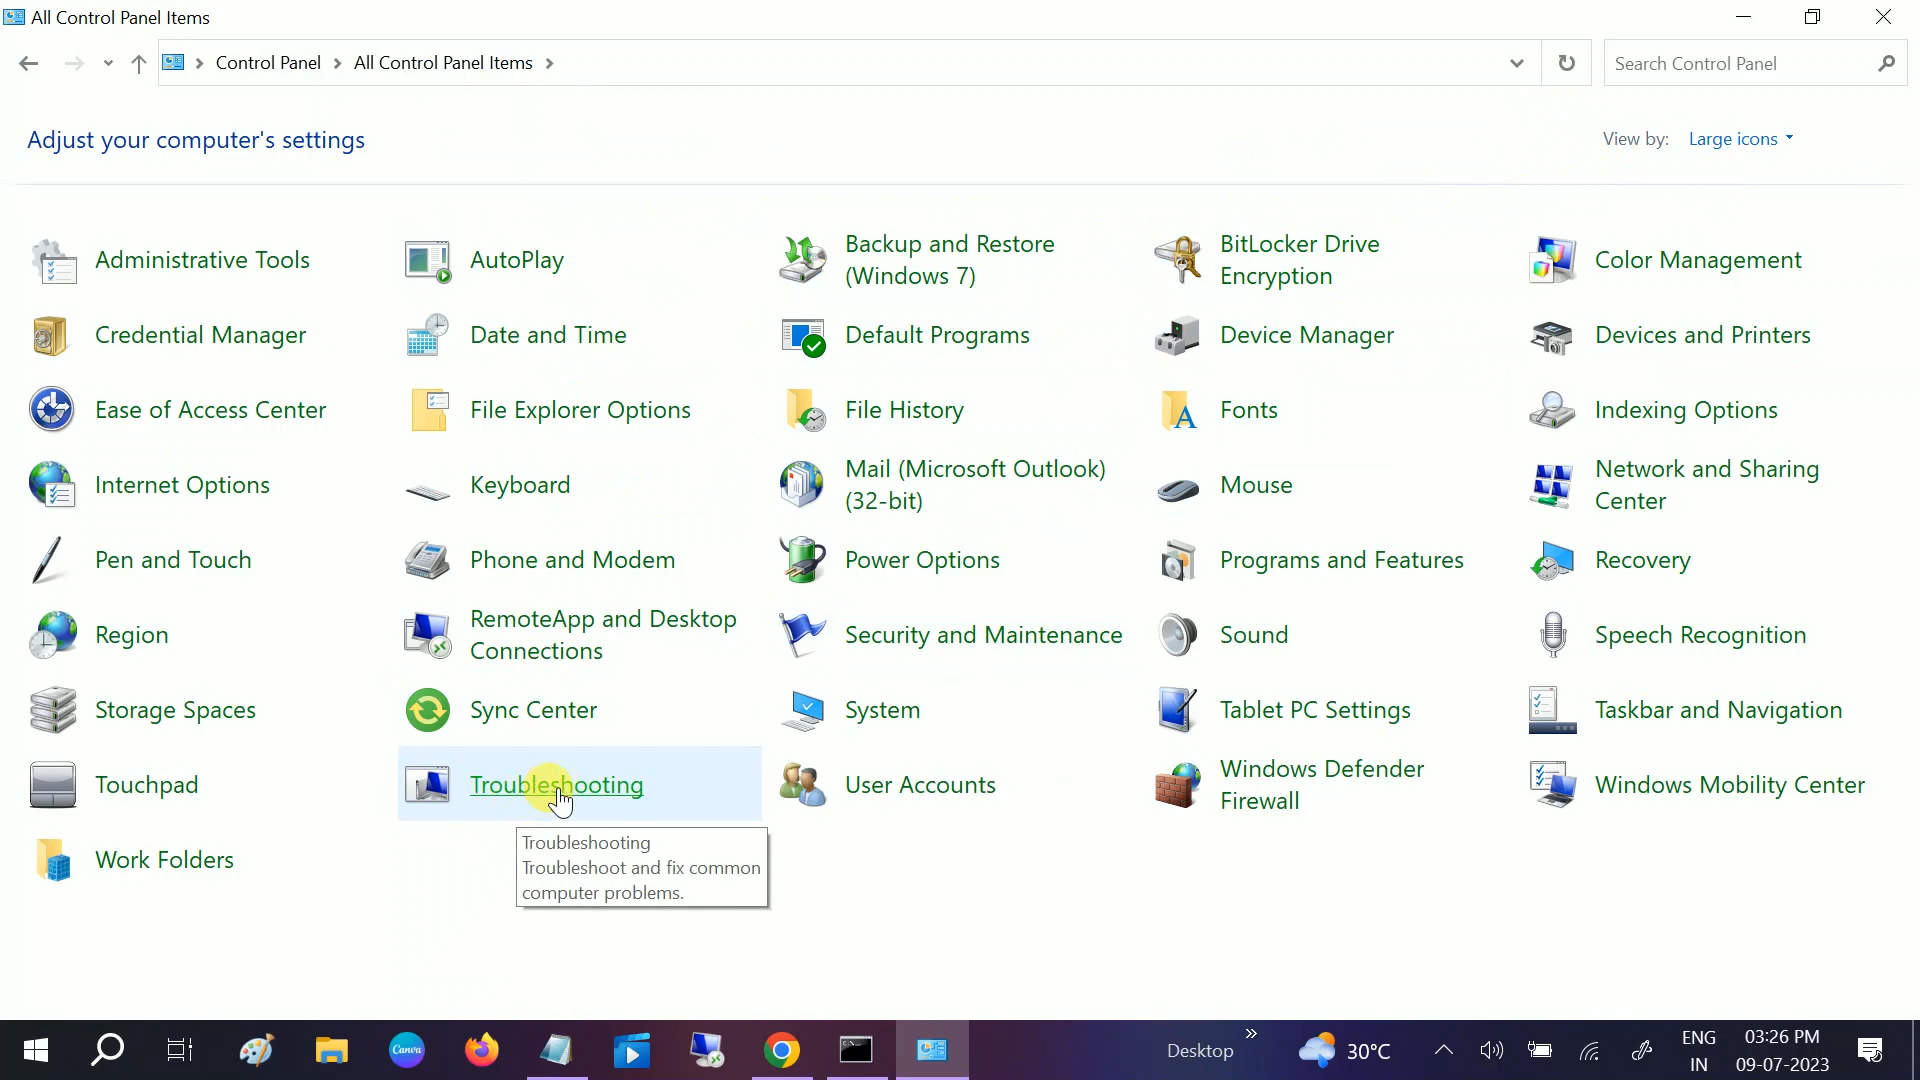 All Control Panel Items
Control Panel
All Control Panel Items
Search Control Panel
Adjust your computer's settings
View by: Large icons
Administrative Tools
AutoPlay
Backup and Restore
(Windows 7)
BitLocker Drive
Encryption
Color Management
Credential Manager
Date and Time
Default Programs
Device Manager
Devices and Printers
Ease of Access Center
File Explorer Options
File History
Fonts
Indexing Options
Internet Options
Keyboard
Mail (Microsoft Outlook)
(32-bit)
Mouse
Network and Sharing
Center
Pen and Touch
Phone and Modem
Power Options
Programs and Features
Recovery
Region
RemoteApp and Desktop
Connections
Security and Maintenance
Sound
Speech Recognition
Storage Spaces
Sync Center
System
Tablet PC Settings
Taskbar and Navigation
Touchpad
Troubleshooting
User Accounts
Windows Defender
Firewall
Windows Mobility Center
Troubleshooting
Troubleshoot and fix common
computer problems.
Work Folders
Canva
Desktop
30°C
ENG
IN
03:26 PM
09-07-2023